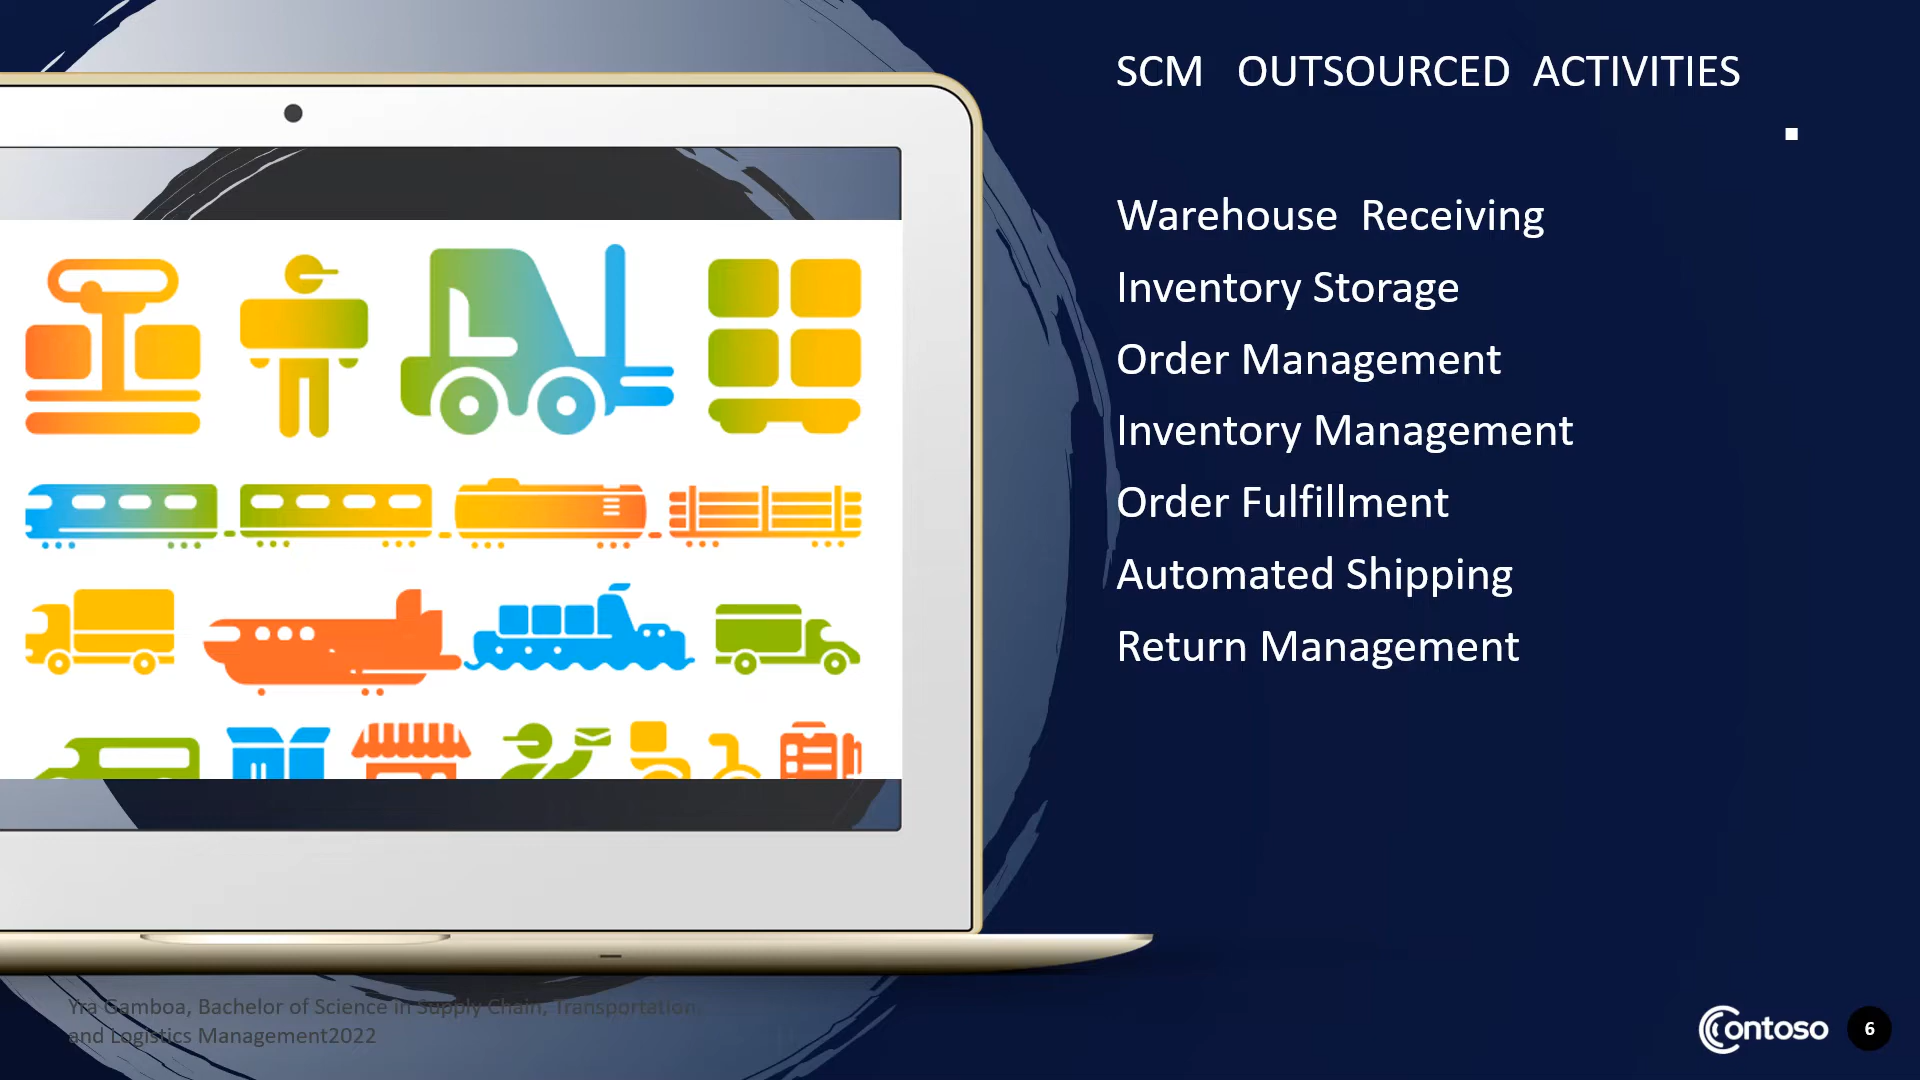 SCM OUTSOURCED ACTIVITIES
Warehouse Receiving
Inventory Storage
Order Management
Inventory Management
Order Fulfillment
Automated Shipping
Return Management
Yra Gamboa, Bachelor of Science in Supply Chain, Transportation,
and Logistics Management2022
Contoso
6